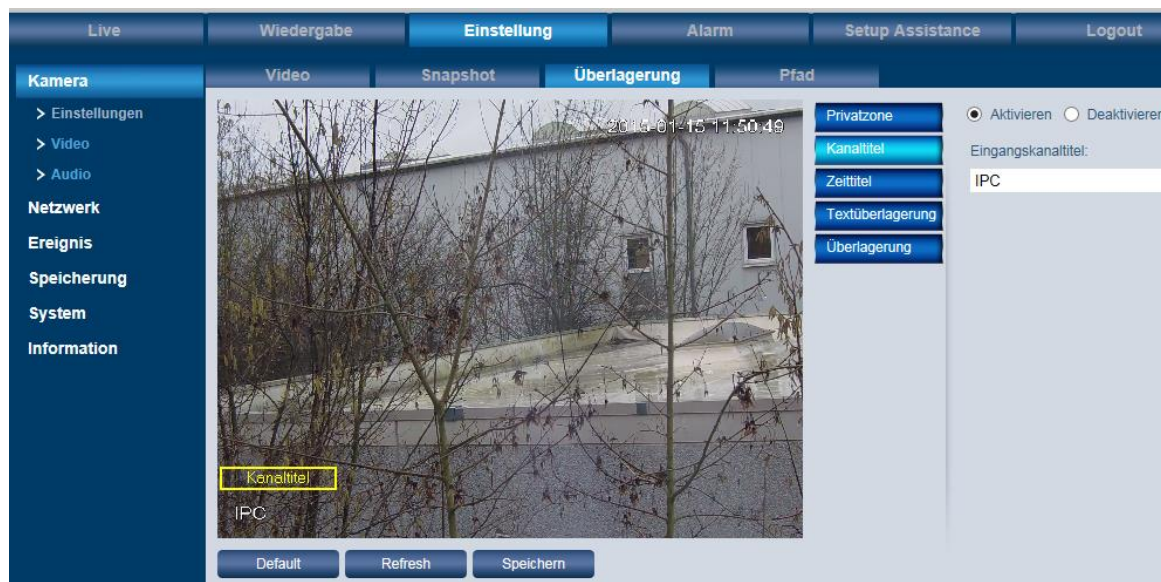 Live Wiedergabe Einstellung Alarm Setup Assistance Logout
Kamera
> Einstellungen
> Video
> Audio
Netzwerk
Ereignis
Speicherung
System
Information
Video Snapshot Überlagerung Pfad
2015-01-15 11:50:49
Kanaltitel
IPC
Default Refresh Speichern
Privatzone
Kanaltitel
Zeittitel
Textüberlagerung
Überlagerung
Aktivieren Deaktivieren
Eingangskanaltitel:
IPC